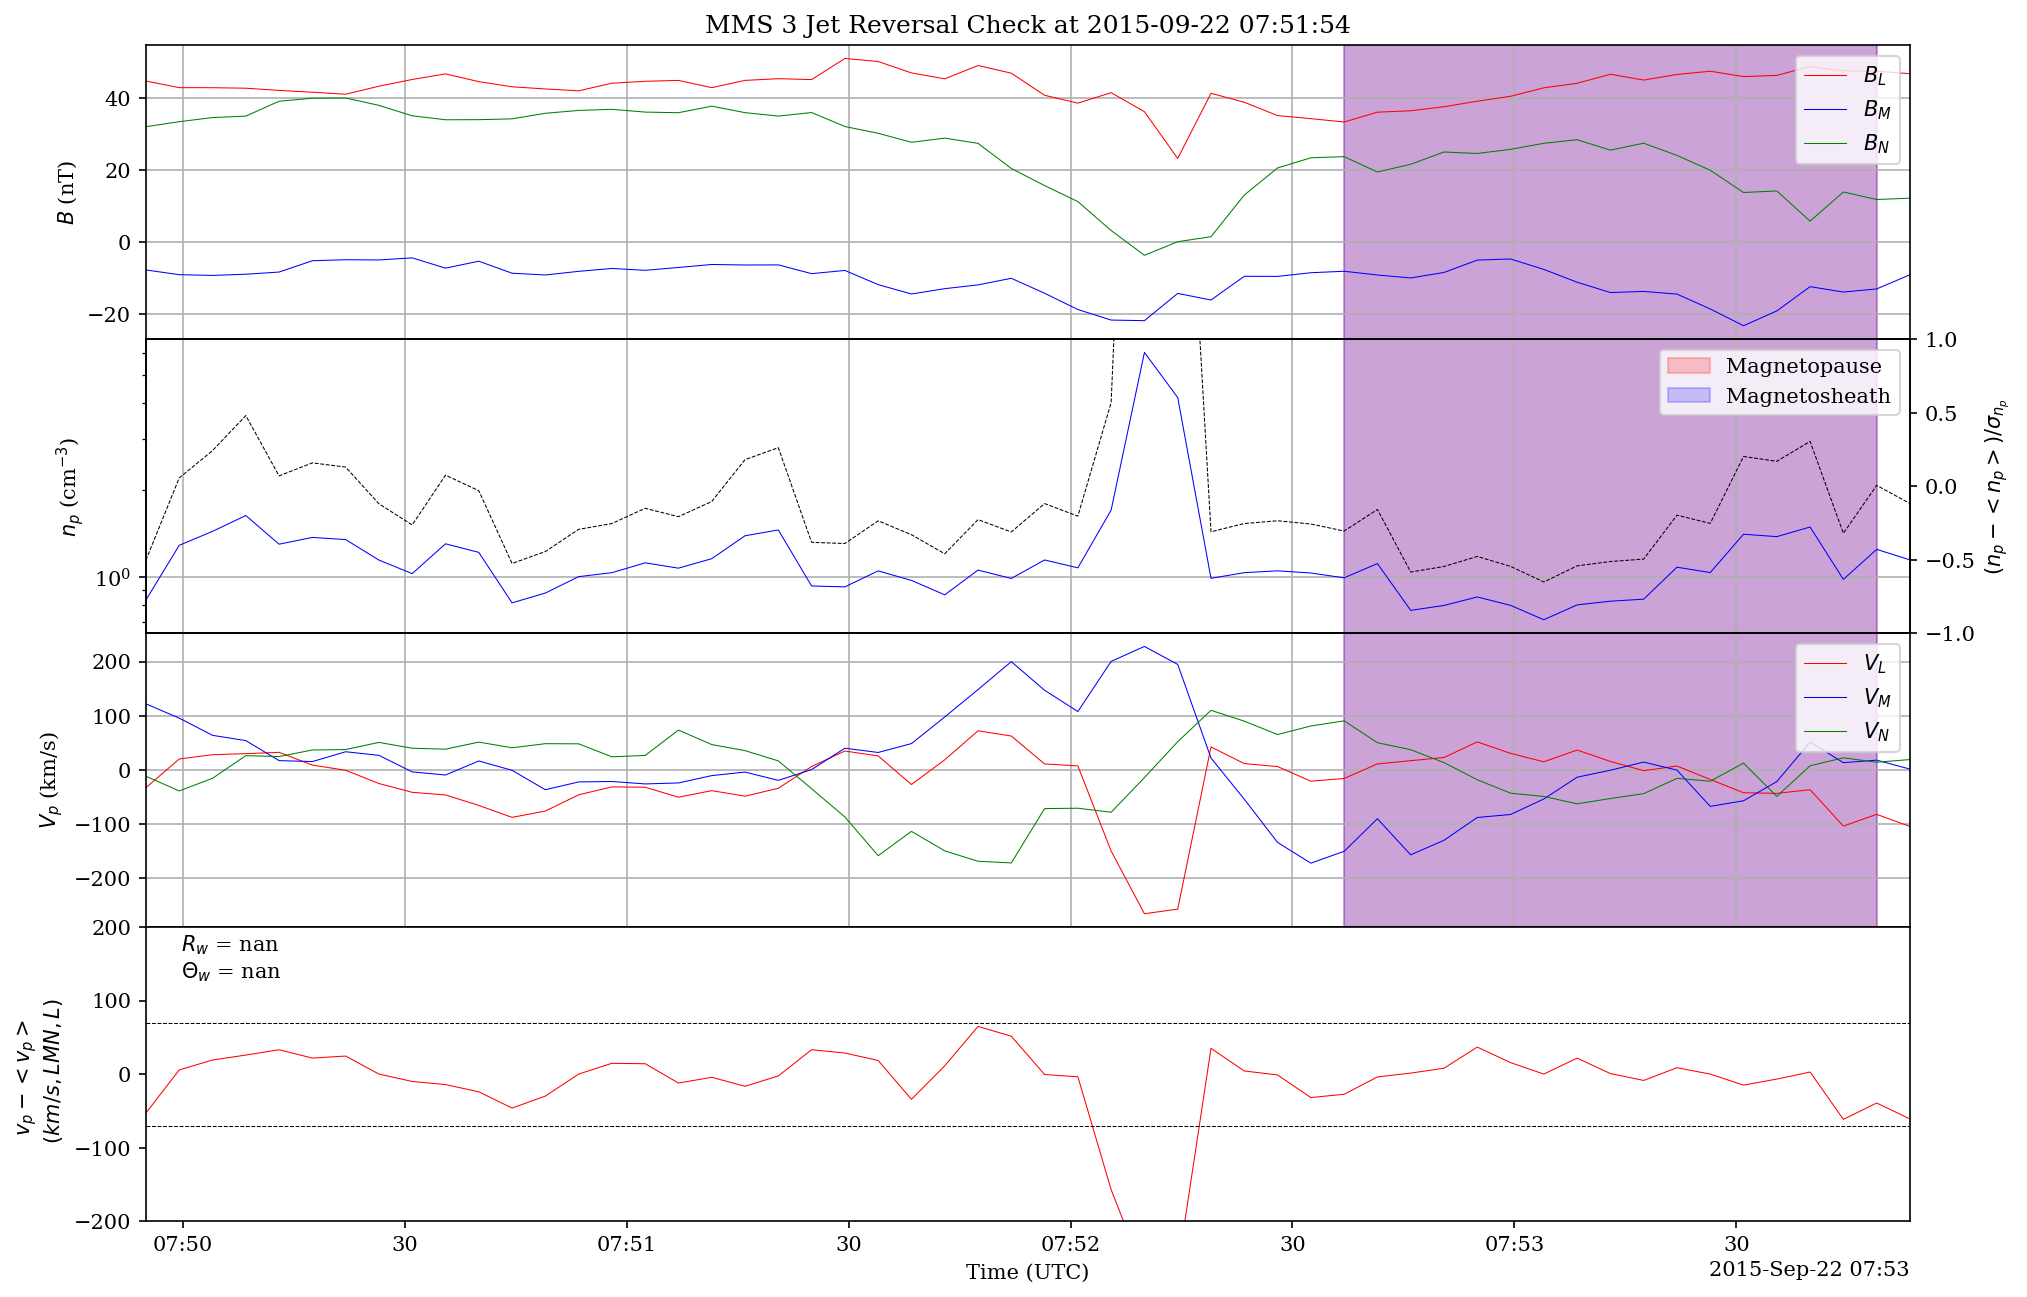 MMS 3 Jet Reversal Check at 2015-09-22 07:51:54
40
20
0
−20
B (nT)
B_L
B_M
B_N
10^0
n_p (cm^−3)
1.0
0.5
0.0
−0.5
−1.0
(n_p − < n_p >)/σ_{n_p}
Magnetopause
Magnetosheath
200
100
0
−100
−200
V_p (km/s)
V_L
V_M
V_N
200
100
0
−100
−200
v_p − < v_p >
(km/s, LMN, L)
R_w = nan
Θ_w = nan
07:50 30 07:51 30 07:52 30 07:53 30
Time (UTC)
2015-Sep-22 07:53